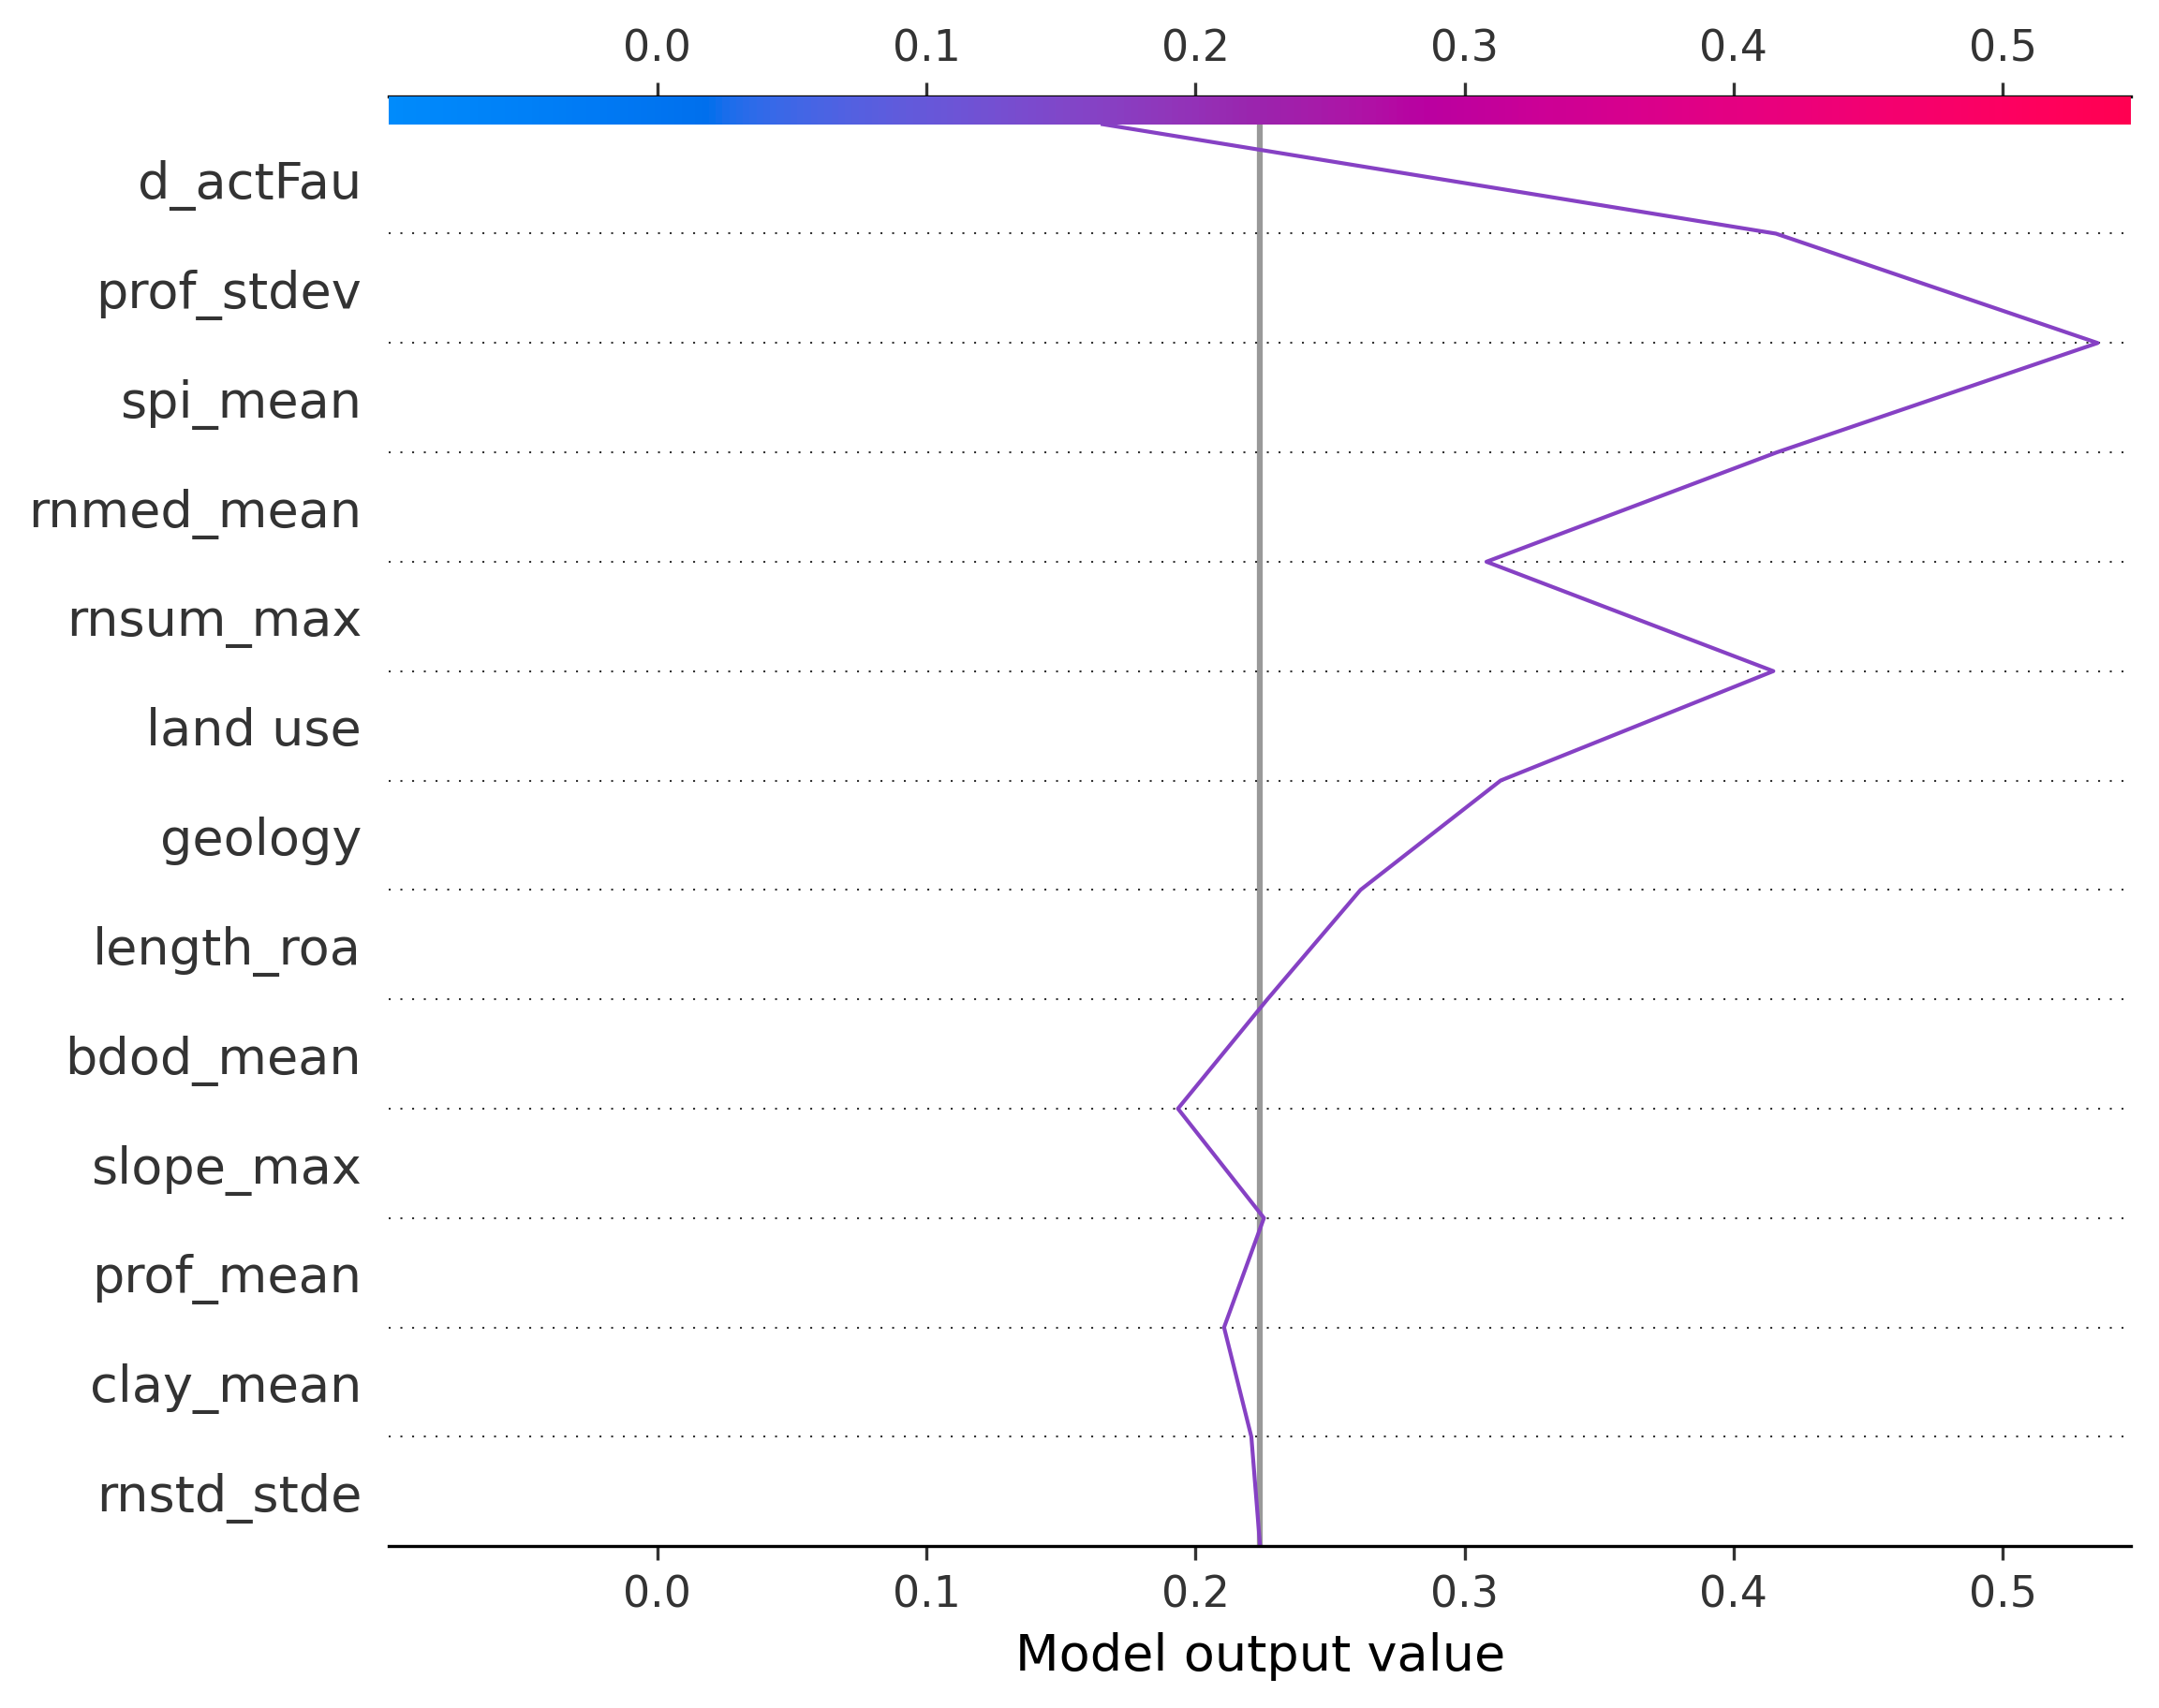 0.0 0.1 0.2 0.3 0.4 0.5
d_actFau
prof_stdev
spi_mean
rnmed_mean
rnsum_max
land use
geology
length_roa
bdod_mean
slope_max
prof_mean
clay_mean
rnstd_stde
0.0 0.1 0.2 0.3 0.4 0.5
Model output value